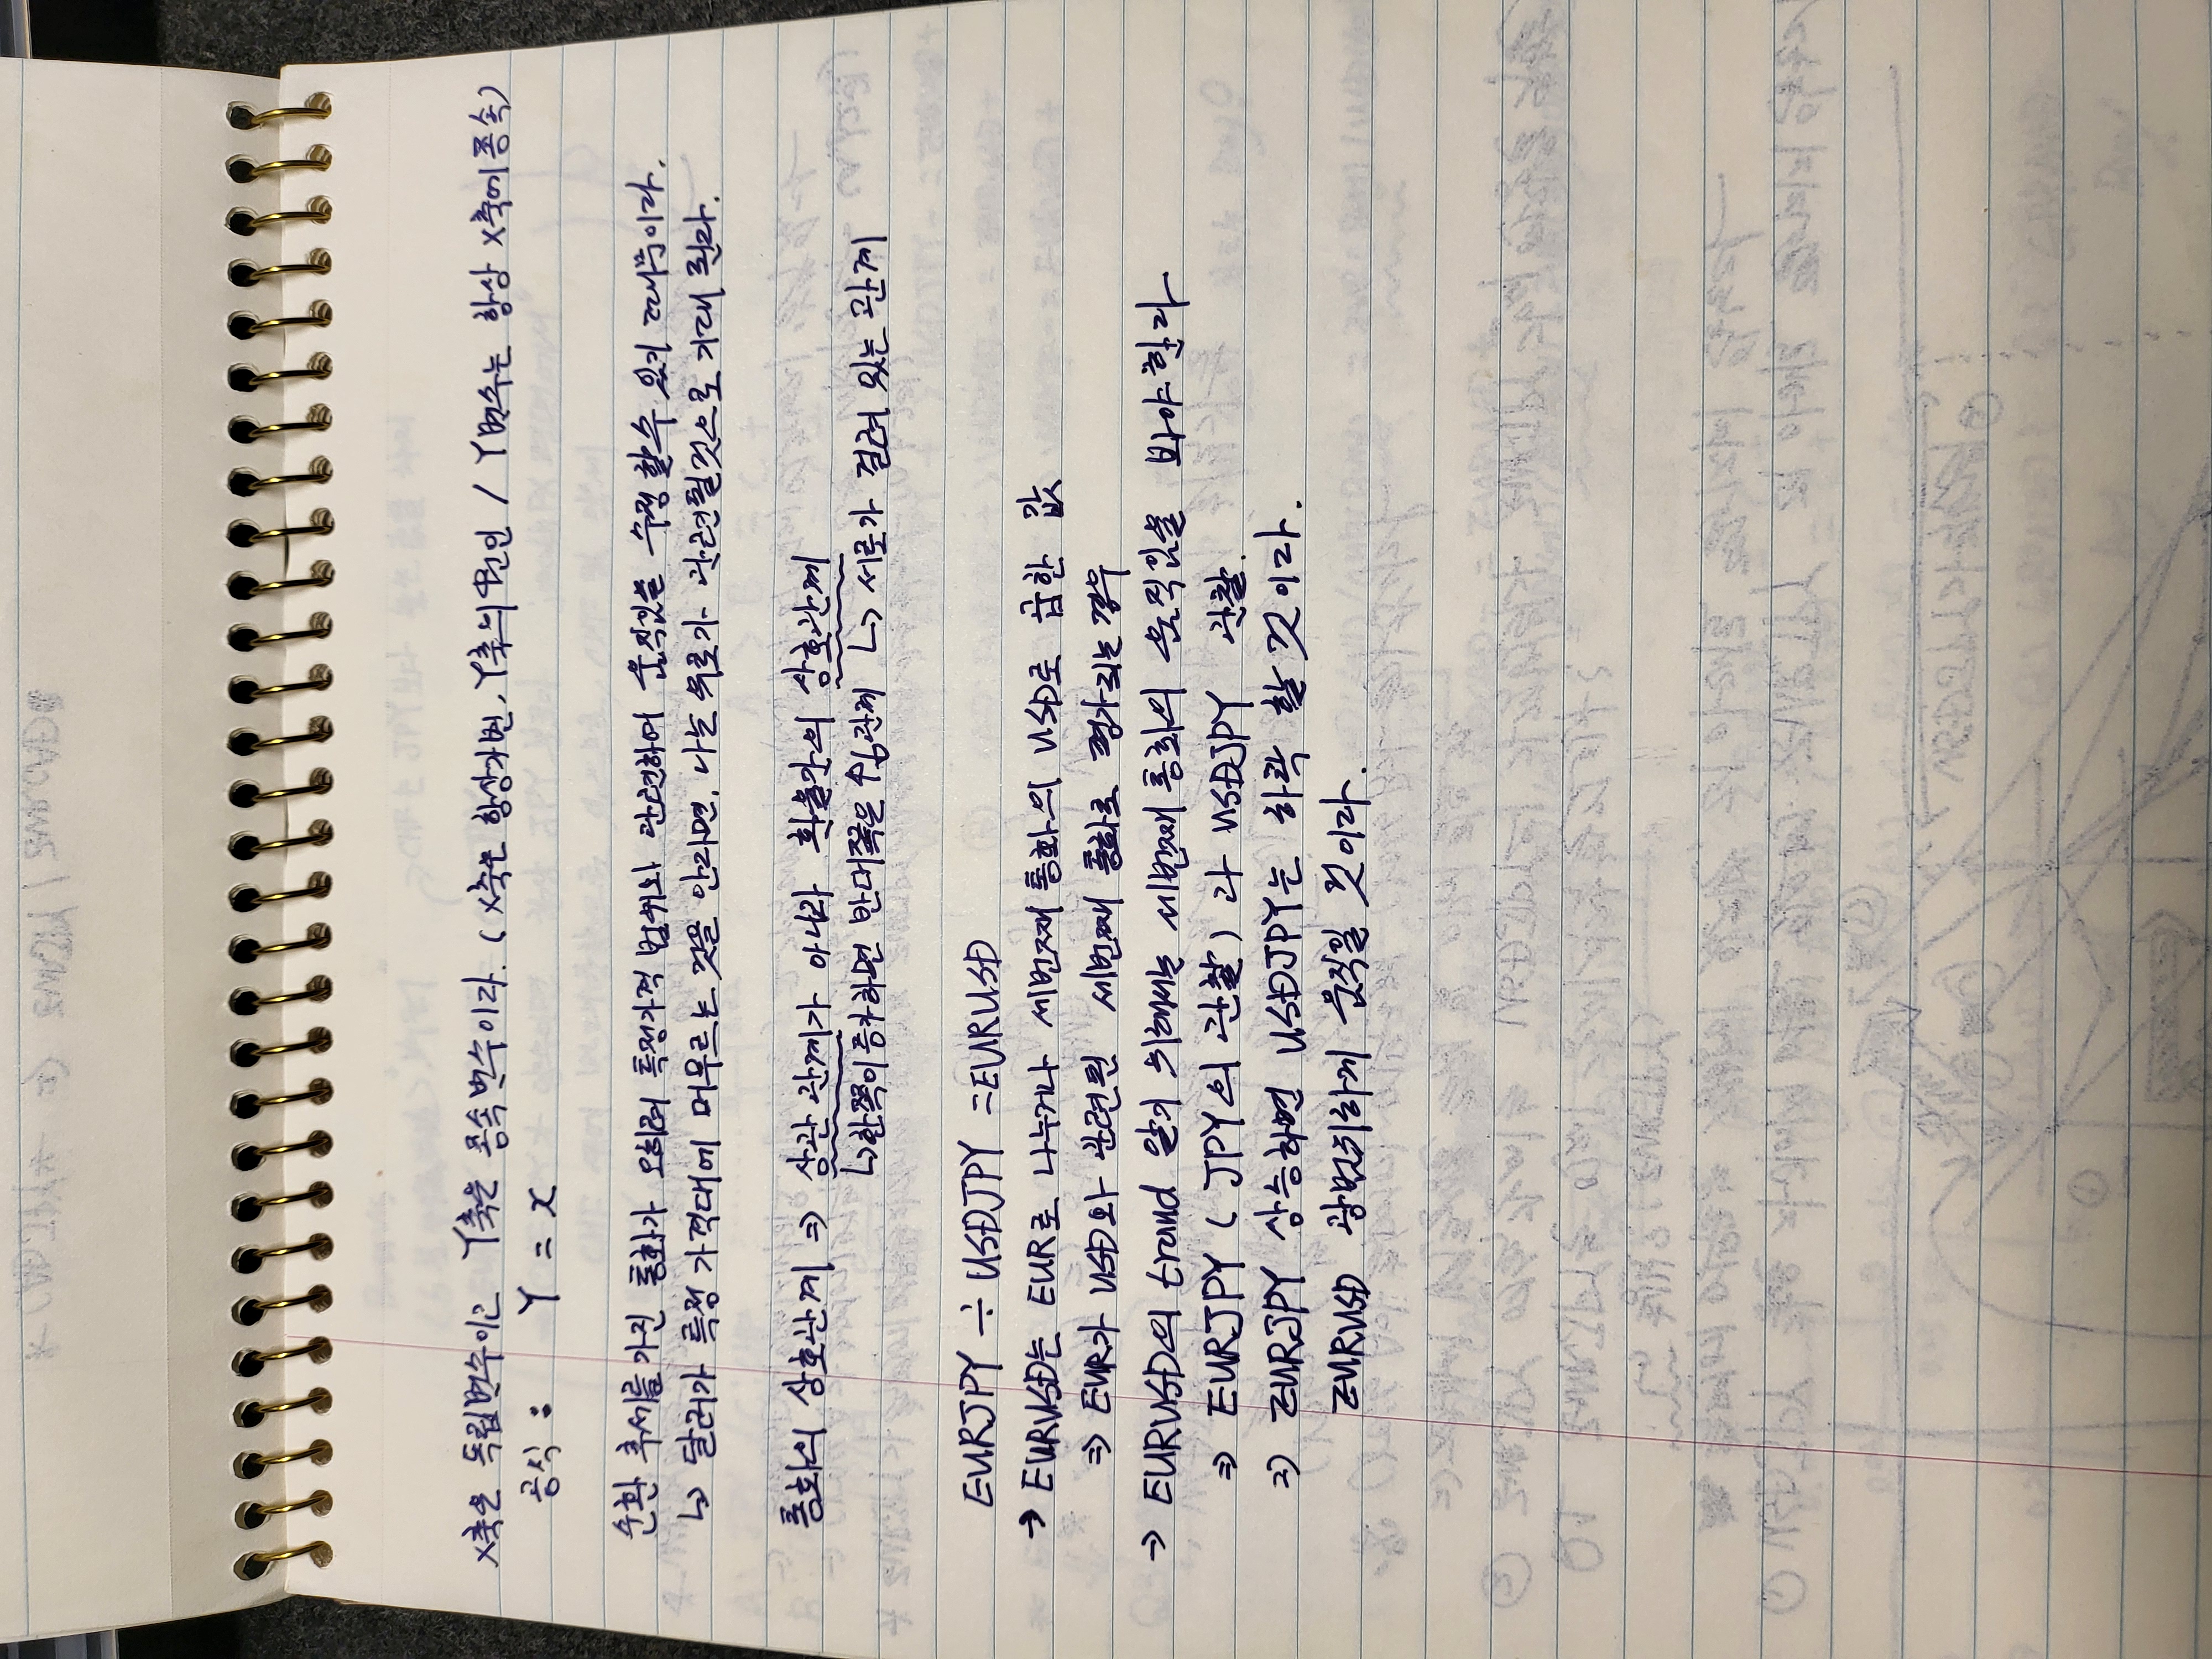 X축은 독립변수이고 Y축은 종속변수이다. (X축은 항상가변, Y축의 원인 / Y변수는 항상 X축에 종속)
공식 : Y = x
순환 추세를 가진 통화가 오히려 특정가격 범위와 관련하여 움직임을 수정 할 수 있기 때문이다.
↳ 달러가 특정 가격대에 머무르는 것을 안다면, 나는 유로가 관련될것으로 기대 된다.
통화의 상호관계 ⇒ 상관 관계가 아니라 환율간의 상호관계
↳ 한쪽이 증가하면 반대쪽은 관계 ↳ 서로가 걸려 있는 관계
EURJPY ÷ USDJPY = EURUSD
→ EURUSD는 EUR로 나누거나 세번째 통화의 USD로 곱한 값
⇒ EUR가 USD와 관련된 세번째 통화로 평가되는 경우
→ EURUSD의 trand 알기 위해서는 세번째 통화의 움직임을 봐야 한다
⇒ EURJPY ( JPY의 관찰 ) 과 USDJPY 관찰.
⇒ EURJPY 상승하면 USDJPY는 하락 할 것이다.
EURUSD 광범위하게 움직일 것이다.